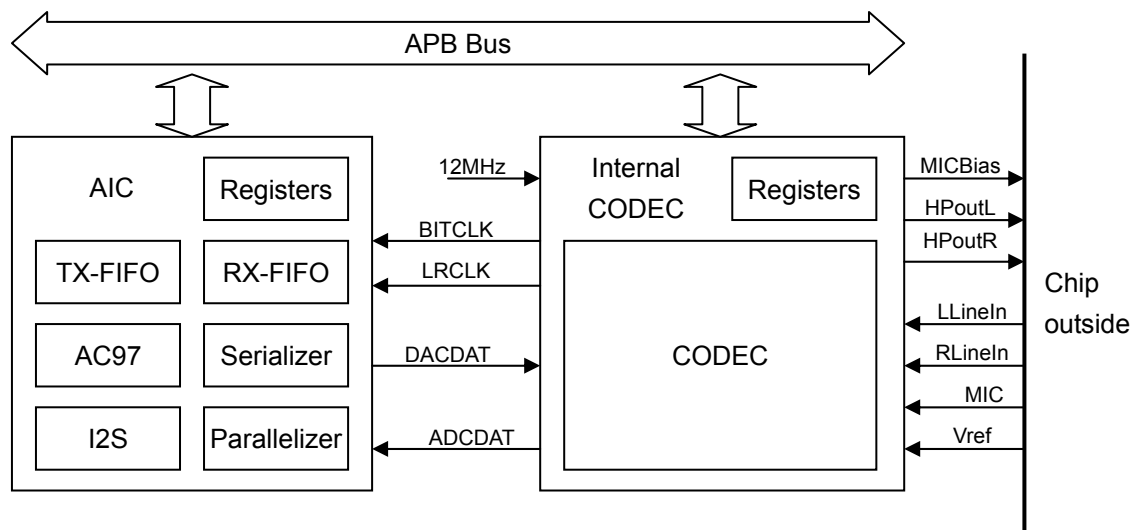 APB Bus
AIC
Registers
TX-FIFO
RX-FIFO
AC97
Serializer
I2S
Parallelizer
12MHz
BITCLK
LRCLK
DACDAT
ADCDAT
Internal
CODEC
Registers
CODEC
MICBias
HPoutL
HPoutR
LLineIn
RLineIn
MIC
Vref
Chip
outside